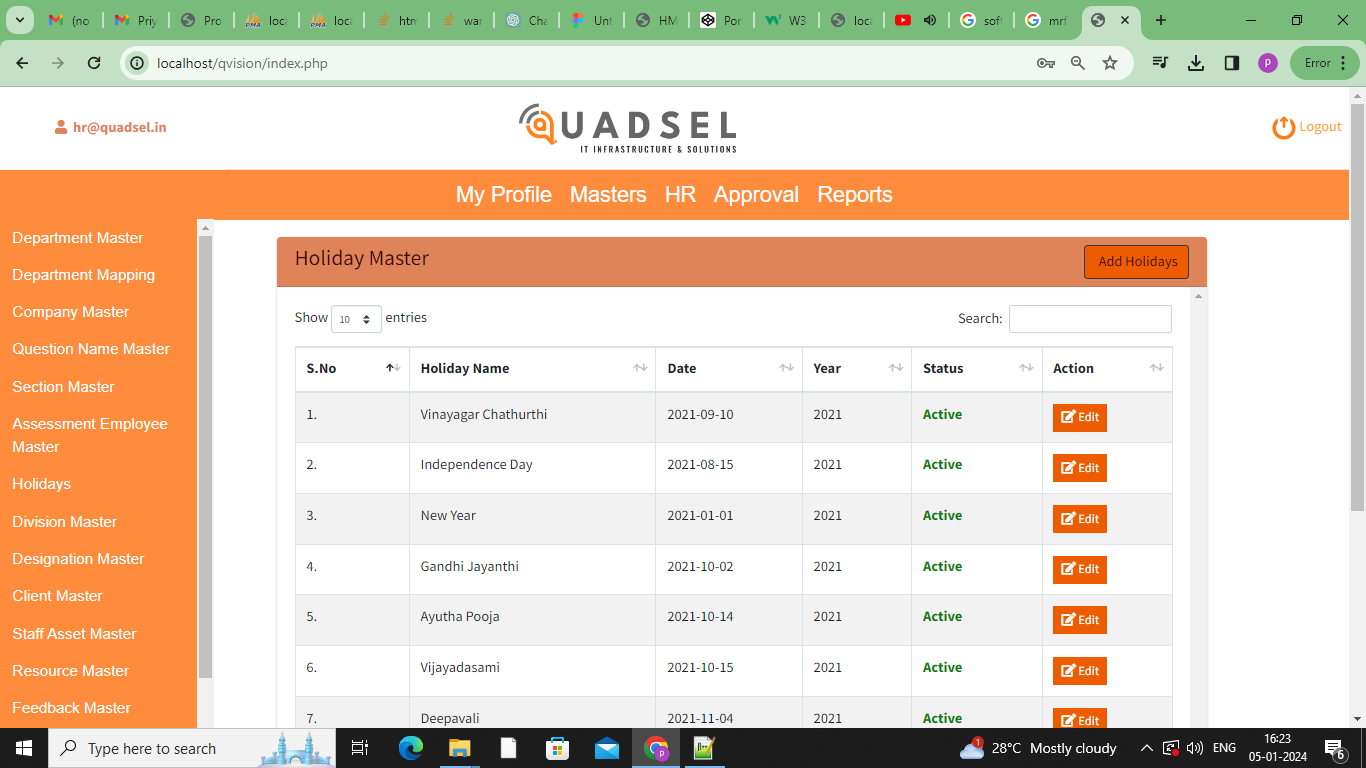 (no
Priy
Pro
loca
loca
htm
war
Cha
Unt
HM
Por
W3
loca
soft
mrf
localhost/qvision/index.php
P
Error
hr@quadsel.in
QUADSEL
IT INFRASTRUCTURE & SOLUTIONS
Logout
My Profile Masters HR Approval Reports
Department Master
Department Mapping
Company Master
Question Name Master
Section Master
Assessment Employee
Master
Holidays
Division Master
Designation Master
Client Master
Staff Asset Master
Resource Master
Feedback Master
Holiday Master
Add Holidays
Show 10 entries
Search:
S.No Holiday Name Date Year Status Action
1. Vinayagar Chathurthi 2021-09-10 2021 Active Edit
2. Independence Day 2021-08-15 2021 Active Edit
3. New Year 2021-01-01 2021 Active Edit
4. Gandhi Jayanthi 2021-10-02 2021 Active Edit
5. Ayutha Pooja 2021-10-14 2021 Active Edit
6. Vijayadasami 2021-10-15 2021 Active Edit
7. Deepavali 2021-11-04 2021 Active Edit
Type here to search
1
28°C Mostly cloudy
ENG
16:23
05-01-2024
6